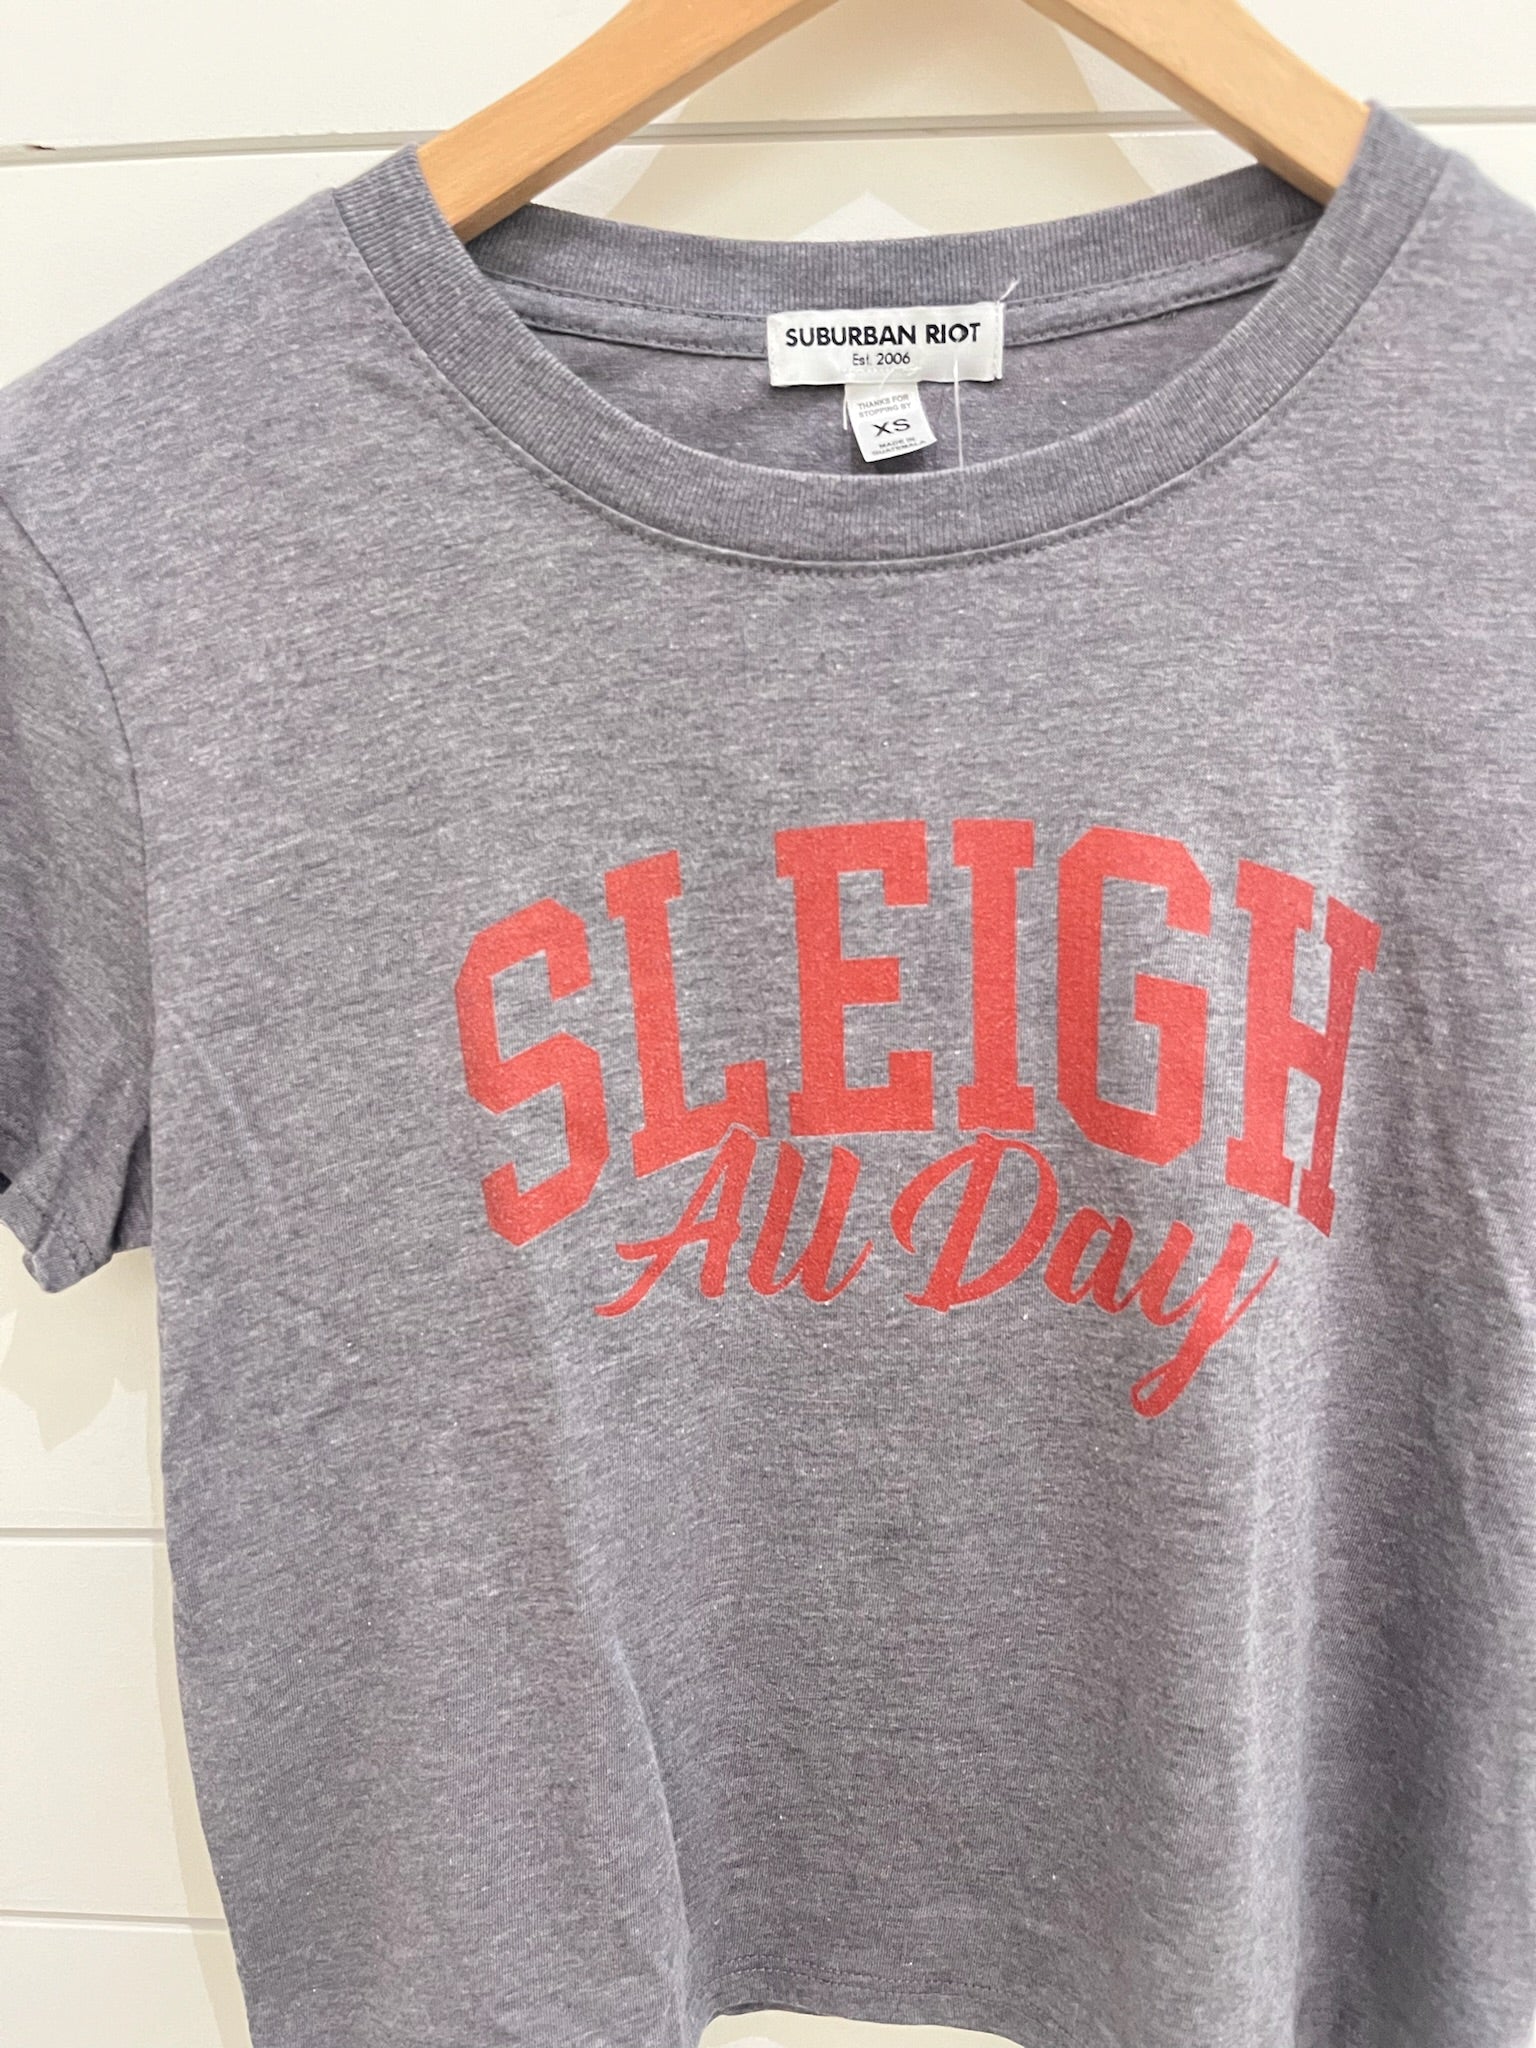 SUBURBAN RIOT
Est. 2006
THANKS FOR
STOPPING BY
XS
MADE IN
GUATEMALA
SLEIGH
All Day